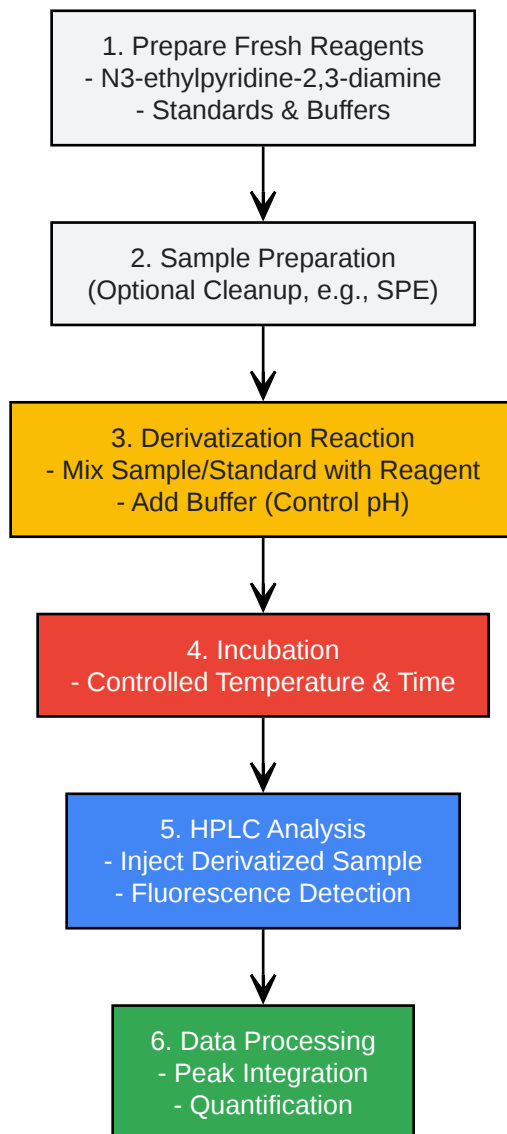 1. Prepare Fresh Reagents
- N3-ethylpyridine-2,3-diamine
- Standards & Buffers
2. Sample Preparation
(Optional Cleanup, e.g., SPE)
3. Derivatization Reaction
- Mix Sample/Standard with Reagent
- Add Buffer (Control pH)
4. Incubation
- Controlled Temperature & Time
5. HPLC Analysis
- Inject Derivatized Sample
- Fluorescence Detection
6. Data Processing
- Peak Integration
- Quantification